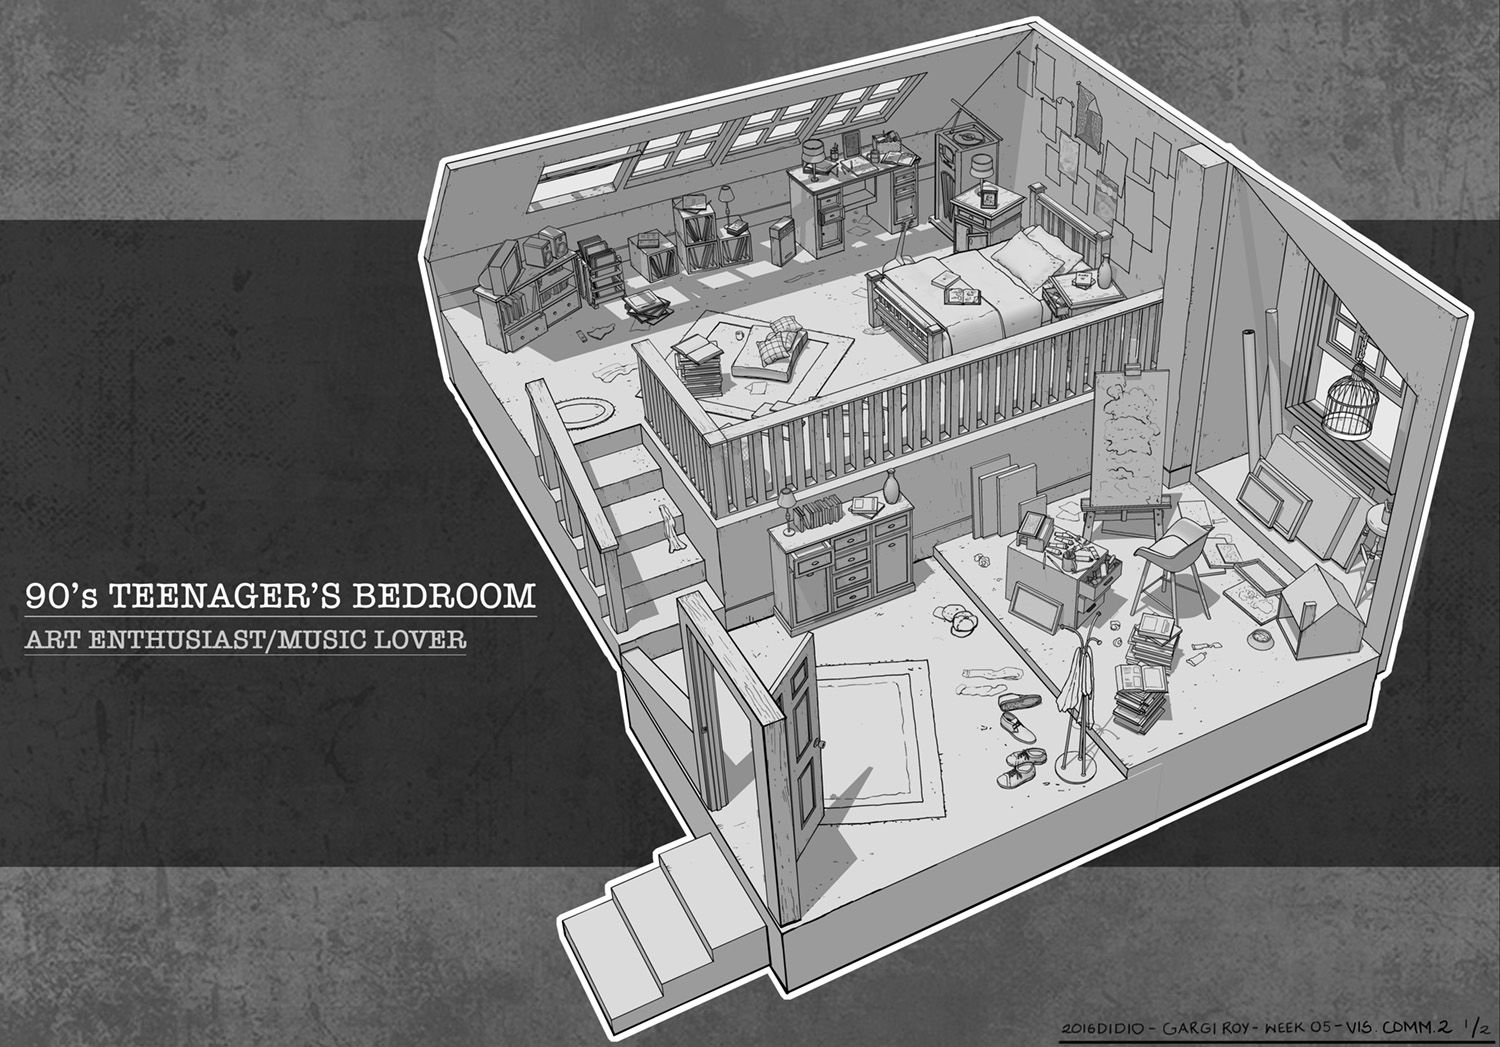 90's TEENAGER'S BEDROOM
ART ENTHUSIAST/MUSIC LOVER
2016DIDIO - GARGI ROY - WEEK 05 - VIS. COMM. 2 1/2